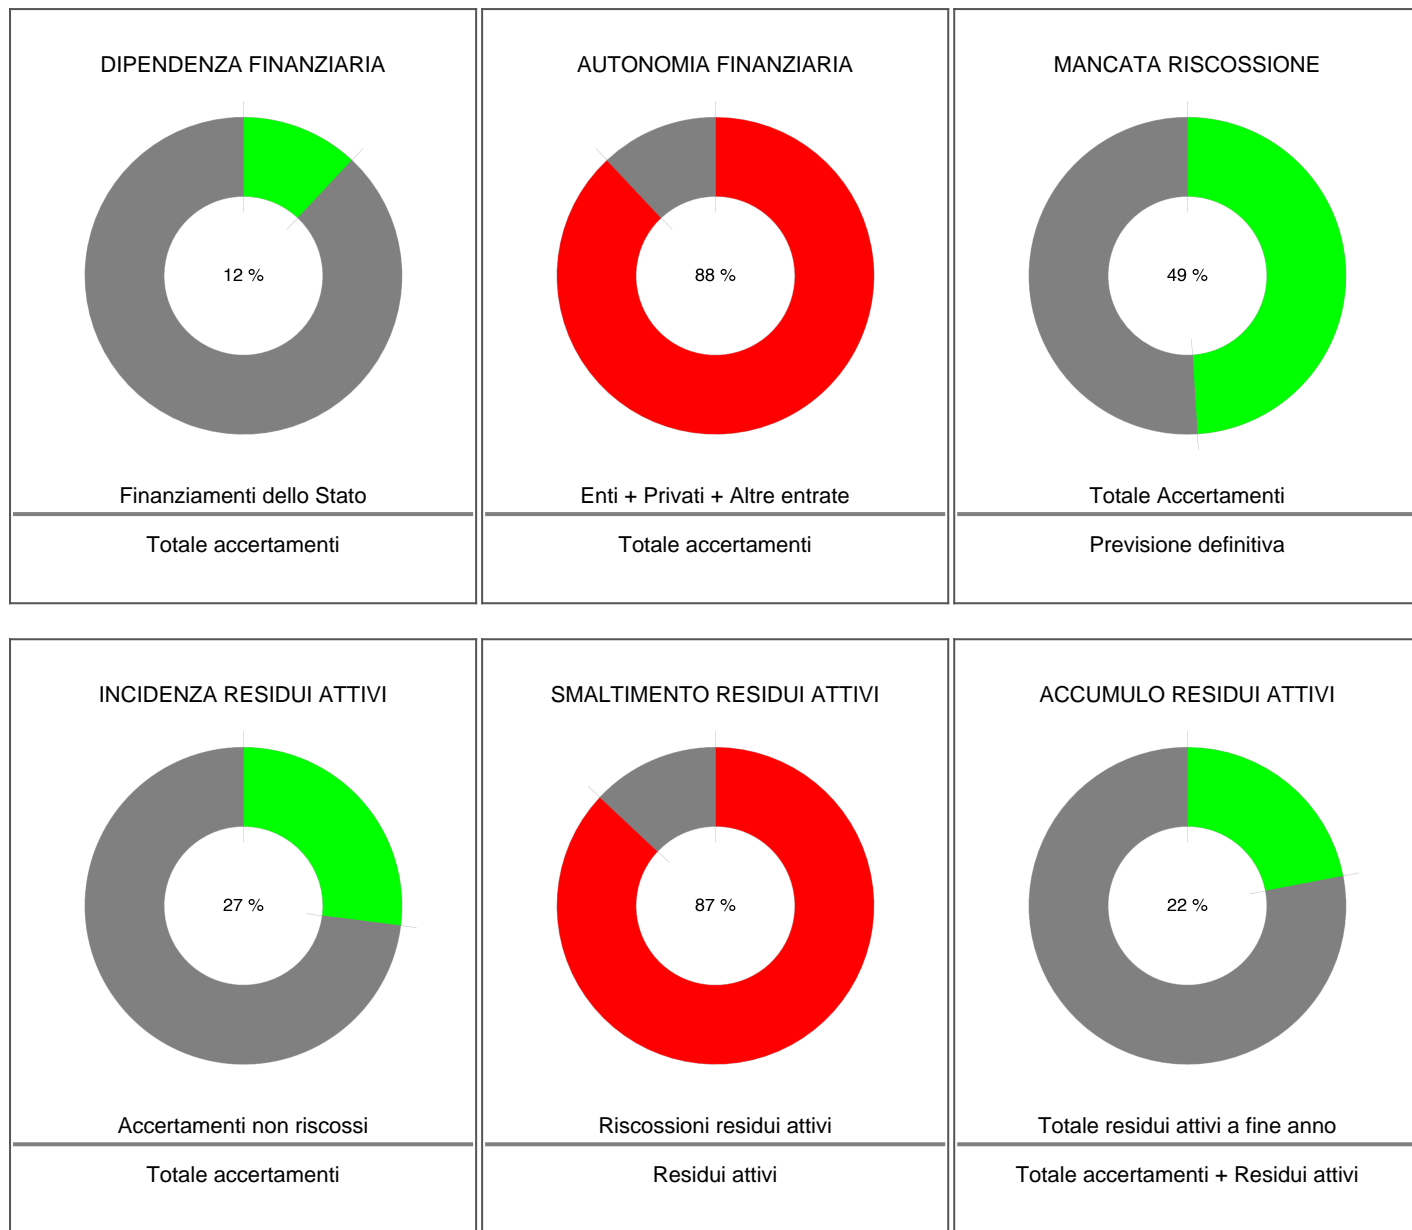 DIPENDENZA FINANZIARIA
12 %
Finanziamenti dello Stato
Totale accertamenti
AUTONOMIA FINANZIARIA
88 %
Enti + Privati + Altre entrate
Totale accertamenti
MANCATA RISCOSSIONE
49 %
Totale Accertamenti
Previsione definitiva
INCIDENZA RESIDUI ATTIVI
27 %
Accertamenti non riscossi
Totale accertamenti
SMALTIMENTO RESIDUI ATTIVI
87 %
Riscossioni residui attivi
Residui attivi
ACCUMULO RESIDUI ATTIVI
22 %
Totale residui attivi a fine anno
Totale accertamenti + Residui attivi